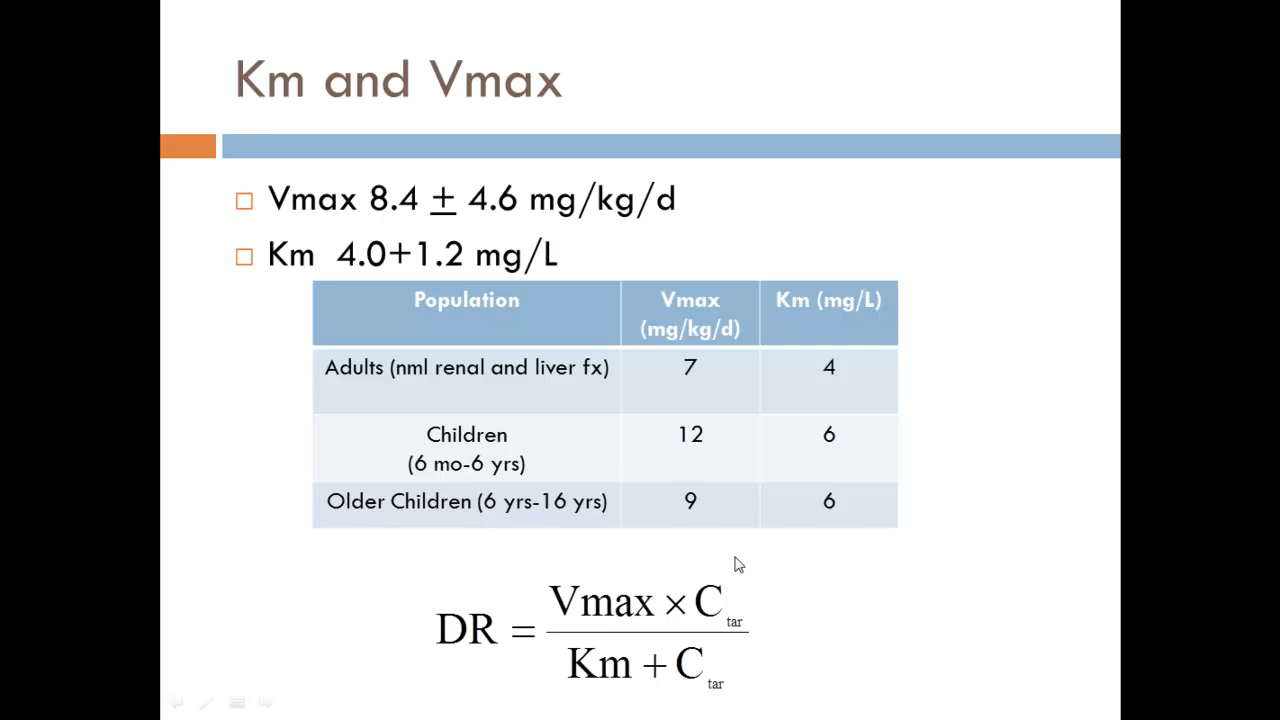 Km and Vmax
Vmax 8.4 ± 4.6 mg/kg/d
Km 4.0+1.2 mg/L
Population Vmax (mg/kg/d) Km (mg/L)
Adults (nml renal and liver fx) 7 4
Children (6 mo-6 yrs) 12 6
Older Children (6 yrs-16 yrs) 9 6
DR = Vmax × C tar
Km + C tar